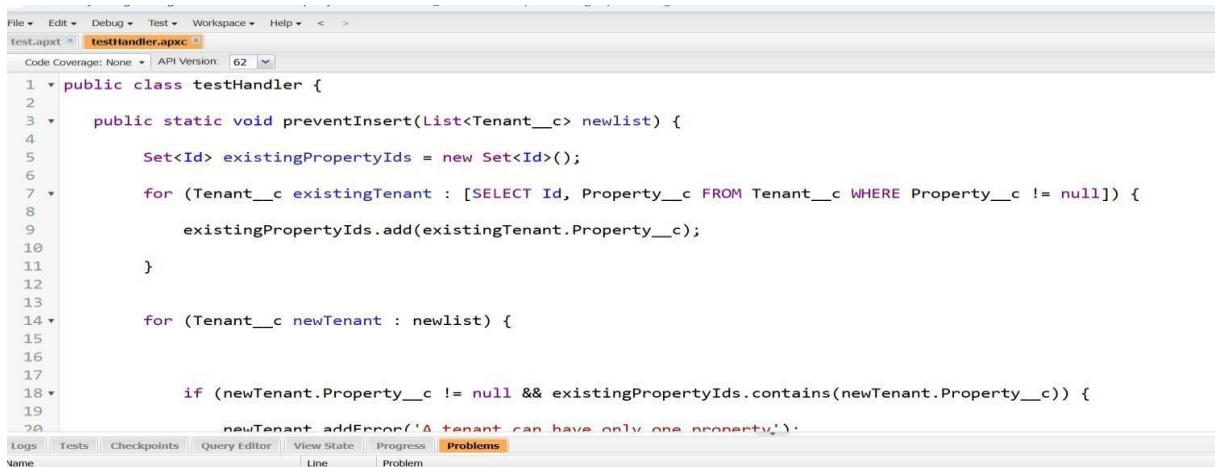 File Edit Debug Test Workspace Help < >
test.apxt testHandler.apxc
Code Coverage: None API Version: 62
1 public class testHandler {
2
3 public static void preventInsert(List<Tenant__c> newlist) {
4
5 Set<Id> existingPropertyIds = new Set<Id>();
6
7 for (Tenant__c existingTenant : [SELECT Id, Property__c FROM Tenant__c WHERE Property__c != null]) {
8
9 existingPropertyIds.add(existingTenant.Property__c);
10
11 }
12
13
14 for (Tenant__c newTenant : newlist) {
15
16
17
18 if (newTenant.Property__c != null && existingPropertyIds.contains(newTenant.Property__c)) {
19
20 newTenant.addError('A tenant can have only one property');
Logs Tests Checkpoints Query Editor View State Progress Problems
Name Line Problem